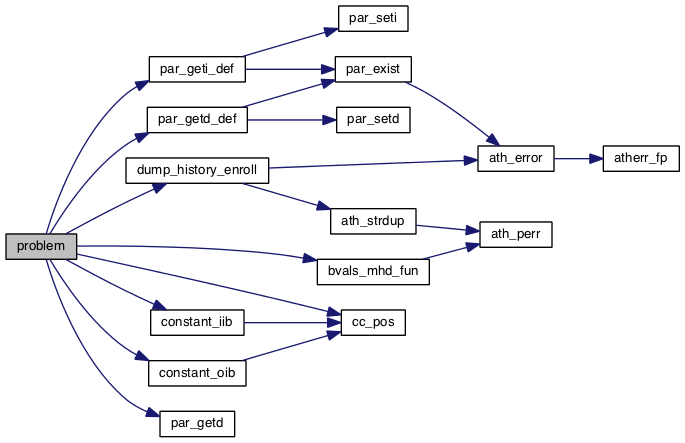 par_seti
par_geti_def
par_exist
par_getd_def
par_setd
ath_error
atherr_fp
dump_history_enroll
ath_strdup
ath_perr
problem
bvals_mhd_fun
constant_iib
cc_pos
constant_oib
par_getd